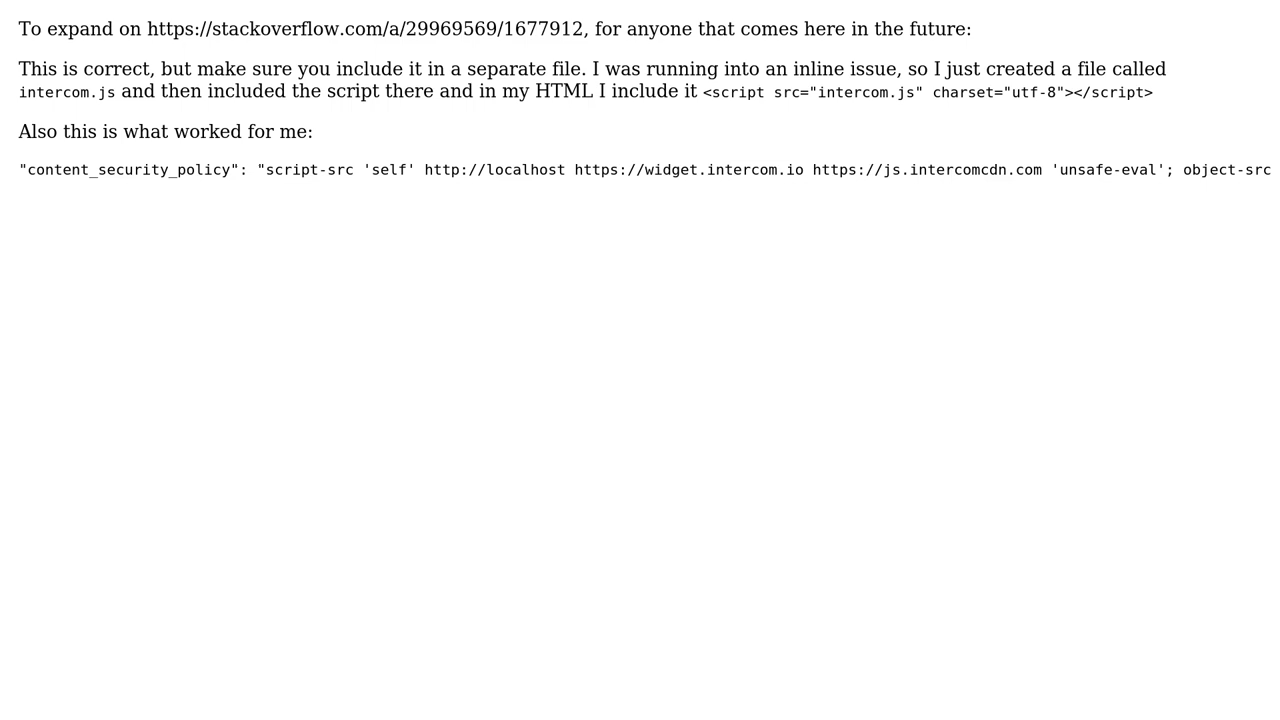 To expand on https://stackoverflow.com/a/29969569/1677912, for anyone that comes here in the future:
This is correct, but make sure you include it in a separate file. I was running into an inline issue, so I just created a file called
intercom.js and then included the script there and in my HTML I include it <script src="intercom.js" charset="utf-8"></script>
Also this is what worked for me:
"content_security_policy": "script-src 'self' http://localhost https://widget.intercom.io https://js.intercomcdn.com 'unsafe-eval'; object-src